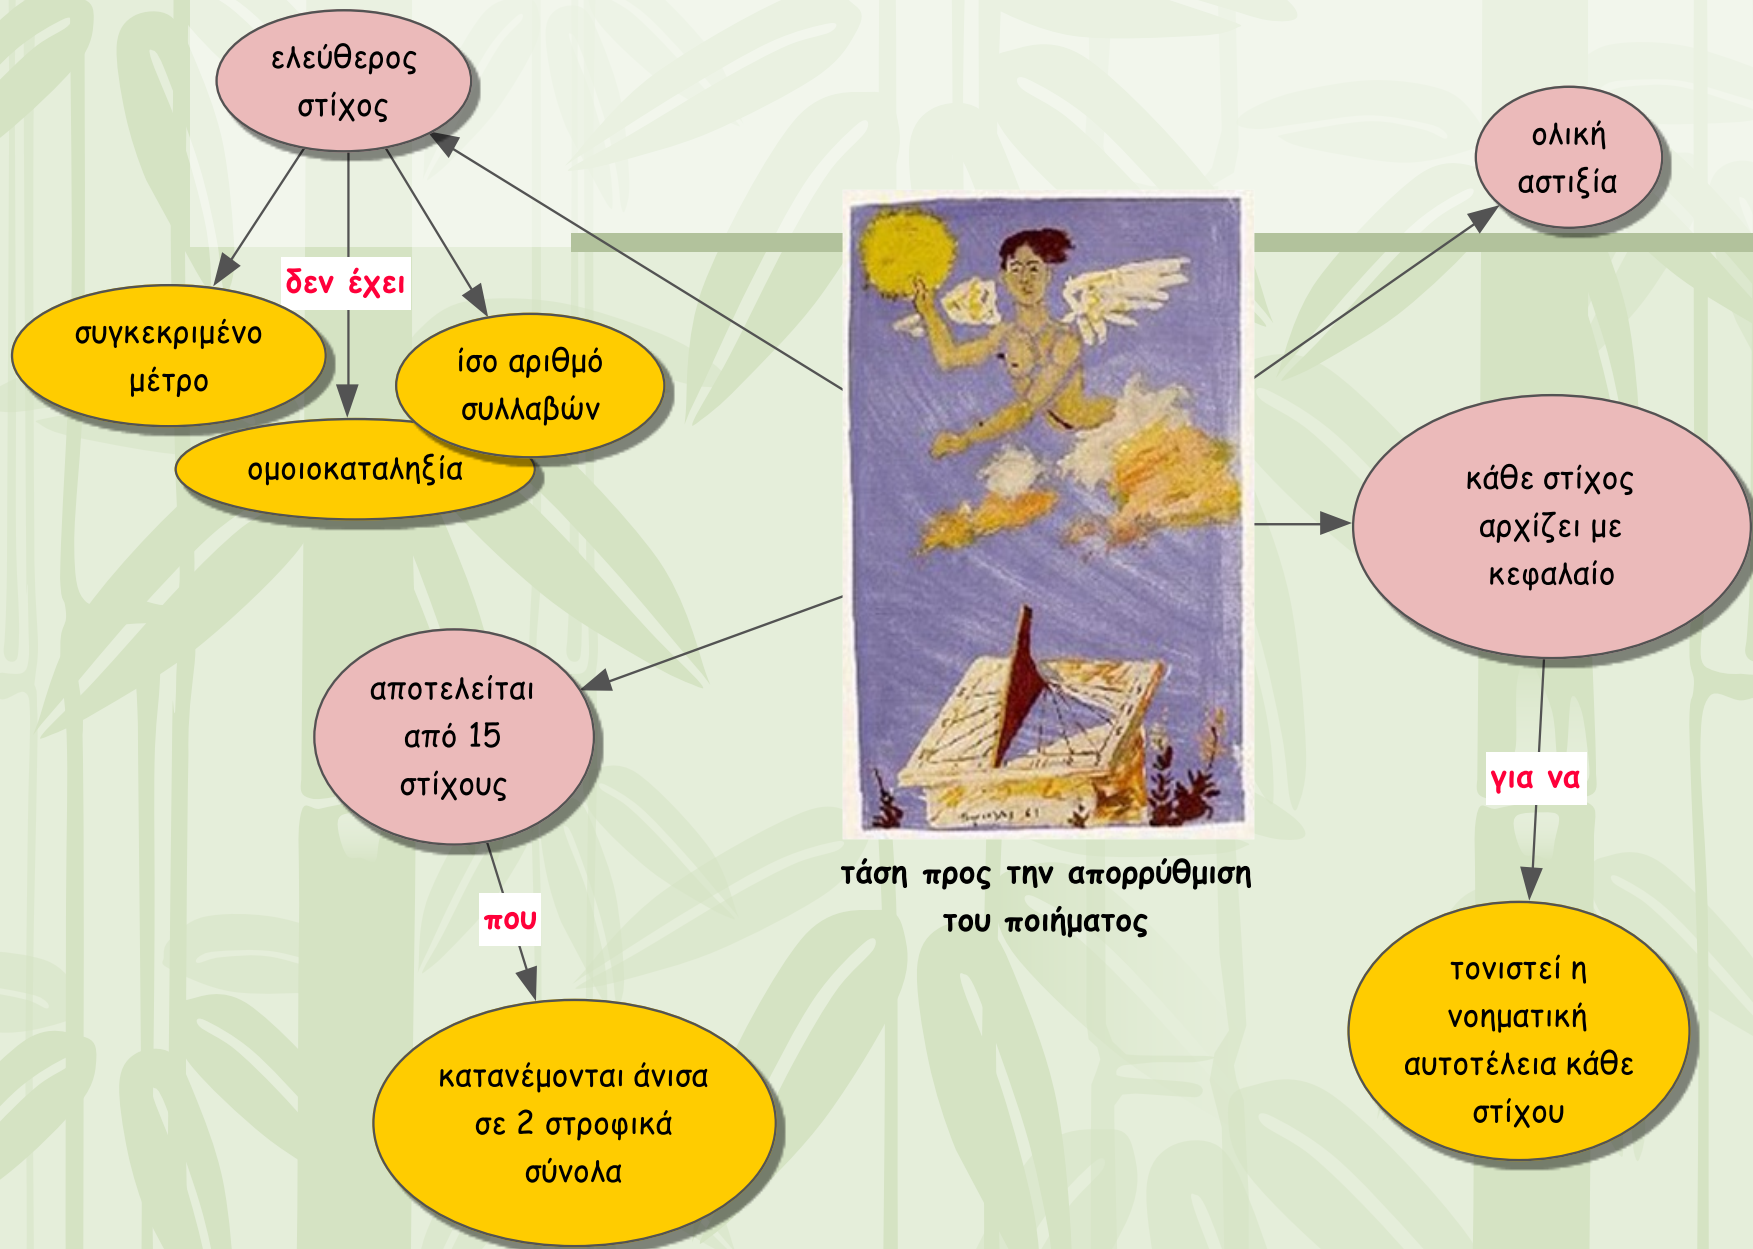 ελεύθερος
στίχος
δεν έχει
συγκεκριμένο
μέτρο
ίσο αριθμό
συλλαβών
ομοιοκαταληξία
ολική
αστιξία
κάθε στίχος
αρχίζει με
κεφαλαίο
για να
τονιστεί η
νοηματική
αυτοτέλεια κάθε
στίχου
αποτελείται
από 15
στίχους
που
κατανέμονται άνισα
σε 2 στροφικά
σύνολα
τάση προς την απορρύθμιση
του ποιήματος